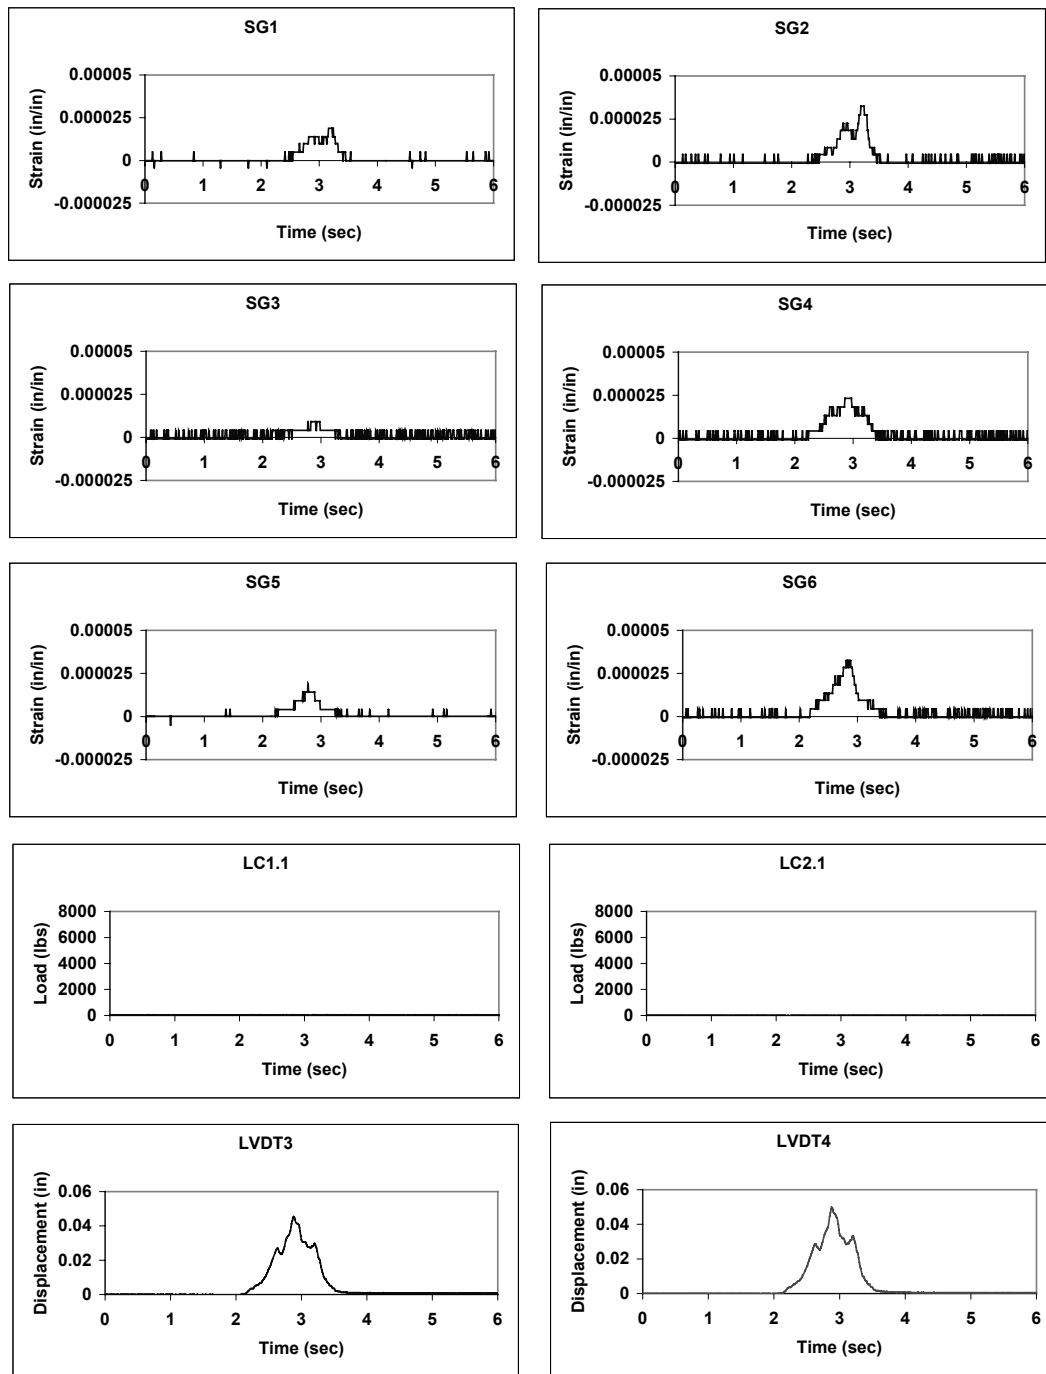 SG1
0.00005
0.000025
0
-0.000025
Strain (in/in)
0 1 2 3 4 5 6
Time (sec)
SG2
0.00005
0.000025
0
-0.000025
Strain (in/in)
0 1 2 3 4 5 6
Time (sec)
SG3
0.00005
0.000025
0
-0.000025
Strain (in/in)
0 1 2 3 4 5 6
Time (sec)
SG4
0.00005
0.000025
0
-0.000025
Strain (in/in)
0 1 2 3 4 5 6
Time (sec)
SG5
0.00005
0.000025
0
-0.000025
Strain (in/in)
0 1 2 3 4 5 6
Time (sec)
SG6
0.00005
0.000025
0
-0.000025
Strain (in/in)
0 1 2 3 4 5 6
Time (sec)
LC1.1
8000
6000
4000
2000
0
Load (lbs)
0 1 2 3 4 5 6
Time (sec)
LC2.1
8000
6000
4000
2000
0
Load (lbs)
0 1 2 3 4 5 6
Time (sec)
LVDT3
0.06
0.04
0.02
0
Displacement (in)
0 1 2 3 4 5 6
Time (sec)
LVDT4
0.06
0.04
0.02
0
Displacement (in)
0 1 2 3 4 5 6
Time (sec)